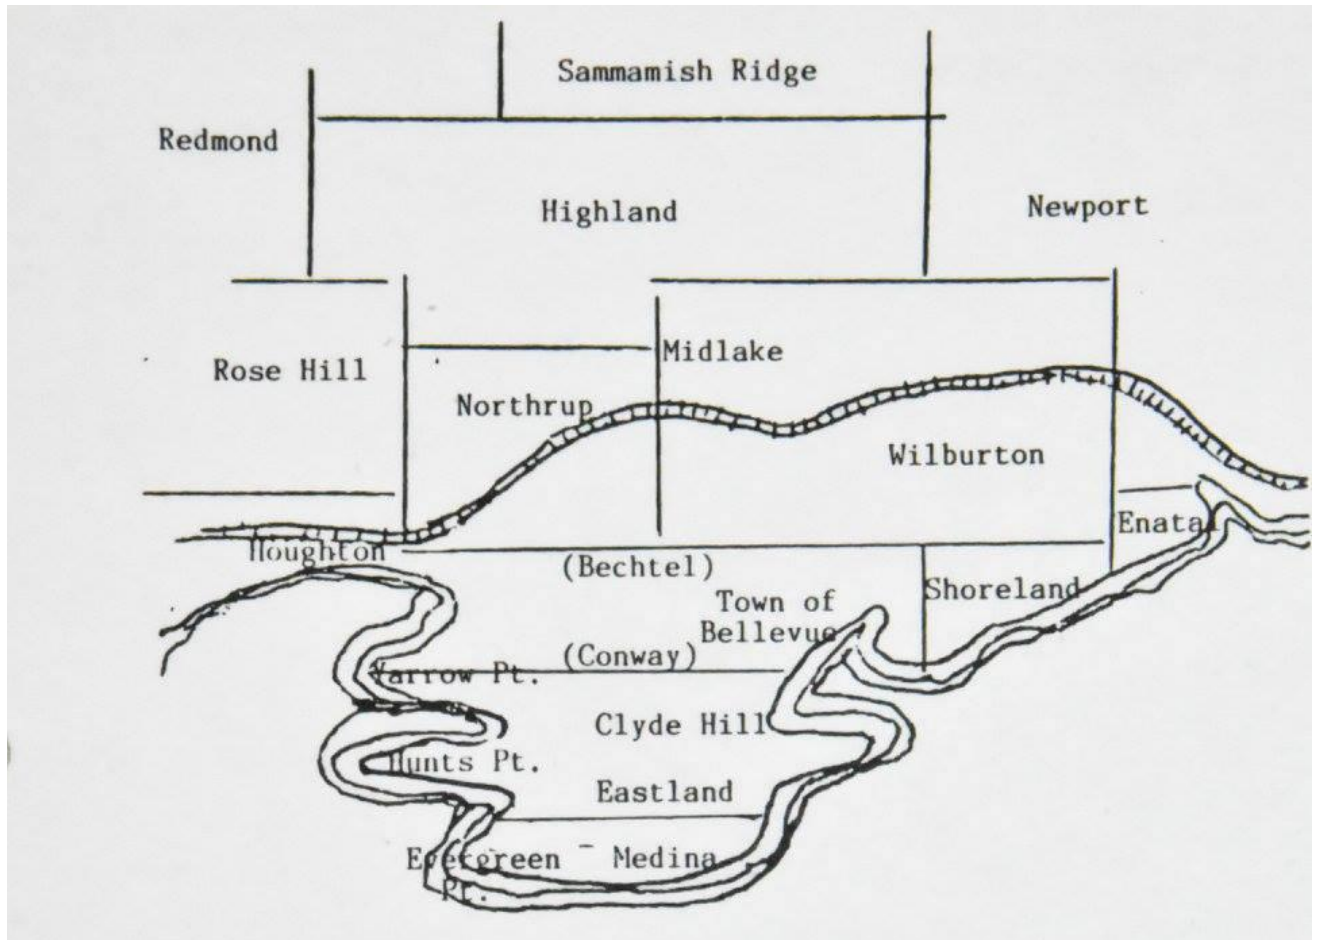 Sammamish Ridge
Redmond
Highland
Newport
Rose Hill
Midlake
Northrup
Wilburton
Enatai
Houghton
(Bechtel)
Shoreland
Town of
Bellevue
(Conway)
Yarrow Pt.
Clyde Hill
Hunts Pt.
Eastland
Evergreen - Medina
Pt.